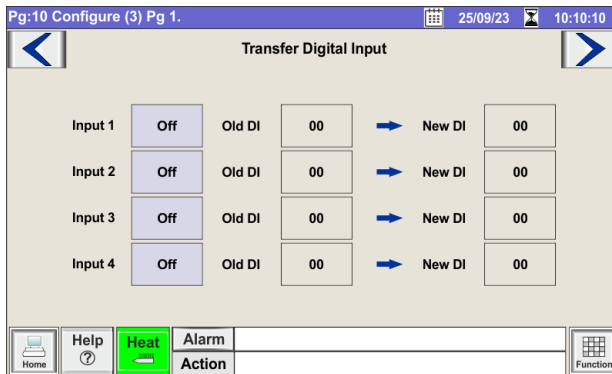 Pg:10 Configure (3) Pg 1. 25/09/23 10:10:10
Transfer Digital Input
Input 1 Off Old DI 00 New DI 00
Input 2 Off Old DI 00 New DI 00
Input 3 Off Old DI 00 New DI 00
Input 4 Off Old DI 00 New DI 00
Home Help ? Heat Alarm Function
Action